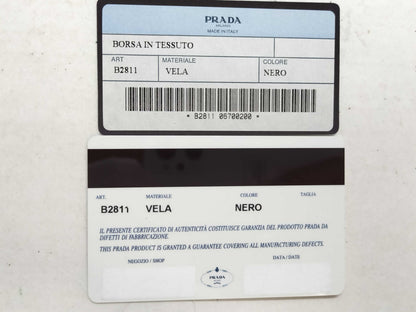 PRADA
MILANO
MADE IN ITALY
BORSA IN TESSUTO
ART MATERIALE COLORE
B2811 VELA NERO
* B2811 06700200 *
ART. MATERIALE COLORE TAGLIA
B2811 VELA NERO
IL PRESENTE CERTIFICATO DI AUTENTICITÀ COSTITUISCE GARANZIA DEL PRODOTTO PRADA DA
DIFETTI DI FABBRICAZIONE.
THIS PRADA PRODUCT IS GRANTED A GUARANTEE COVERING ALL MANUFACTURING DEFECTS.
NEGOZIO / SHOP DATA / DATE
PRADA